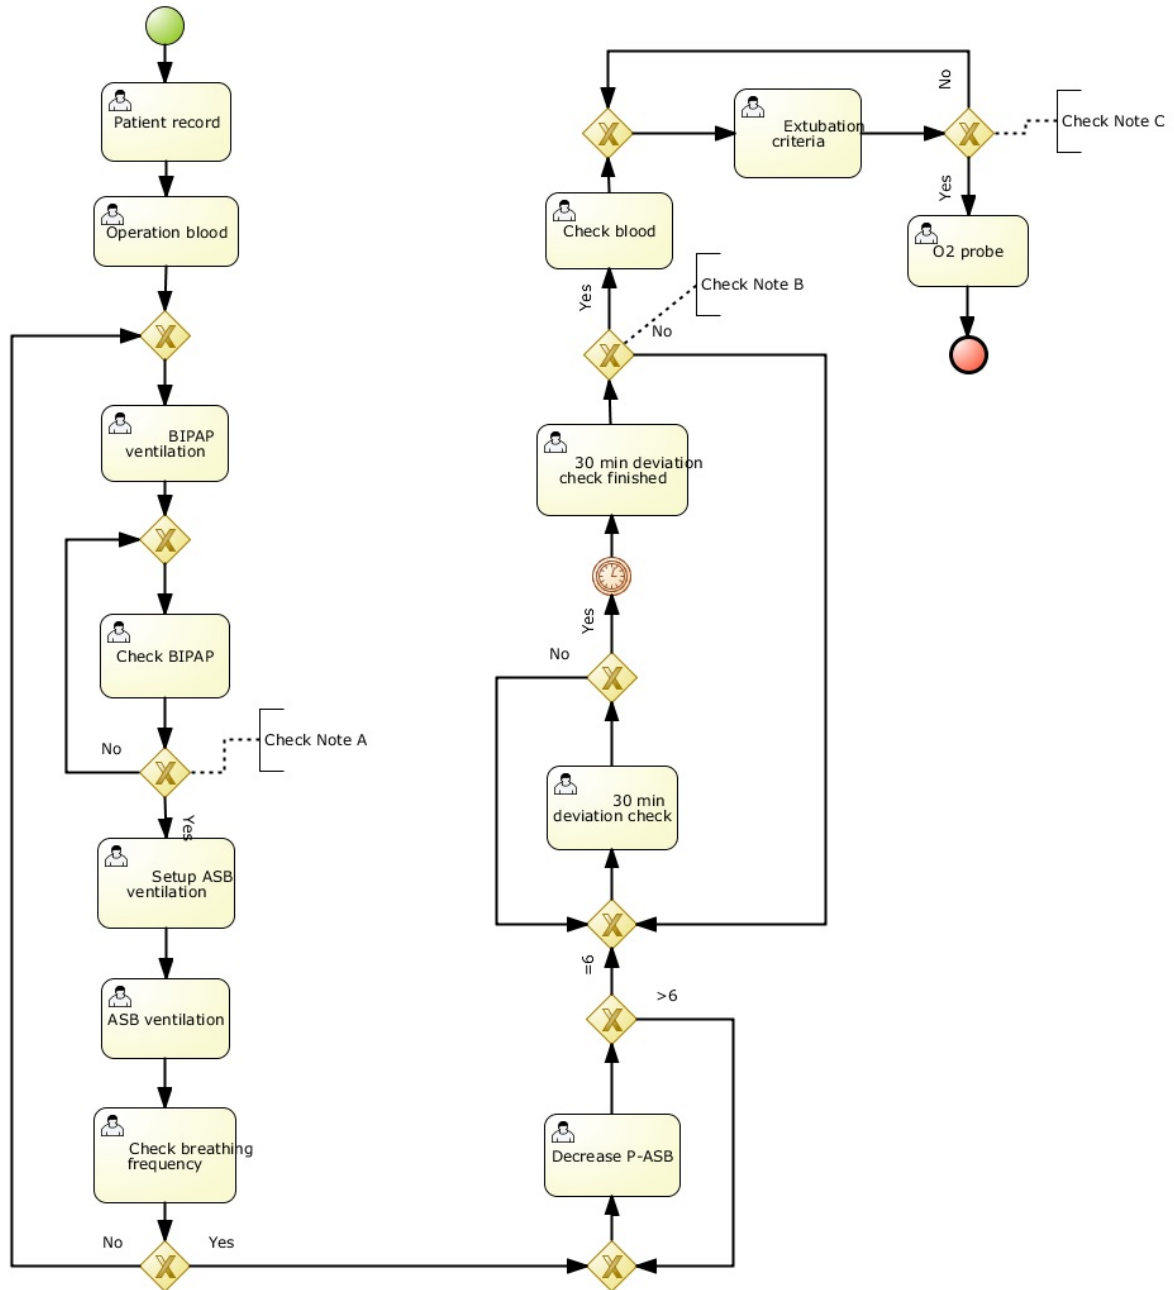 Patient record
Operation blood
BIPAP
ventilation
Check BIPAP
No
Check Note A
Yes
Setup ASB
ventilation
ASB ventilation
Check breathing
frequency
No
Yes
Decrease P-ASB
>6
=6
30 min
deviation check
No
Yes
30 min deviation
check finished
No
Yes
Check Note B
Check blood
Extubation
criteria
No
Check Note C
Yes
O2 probe